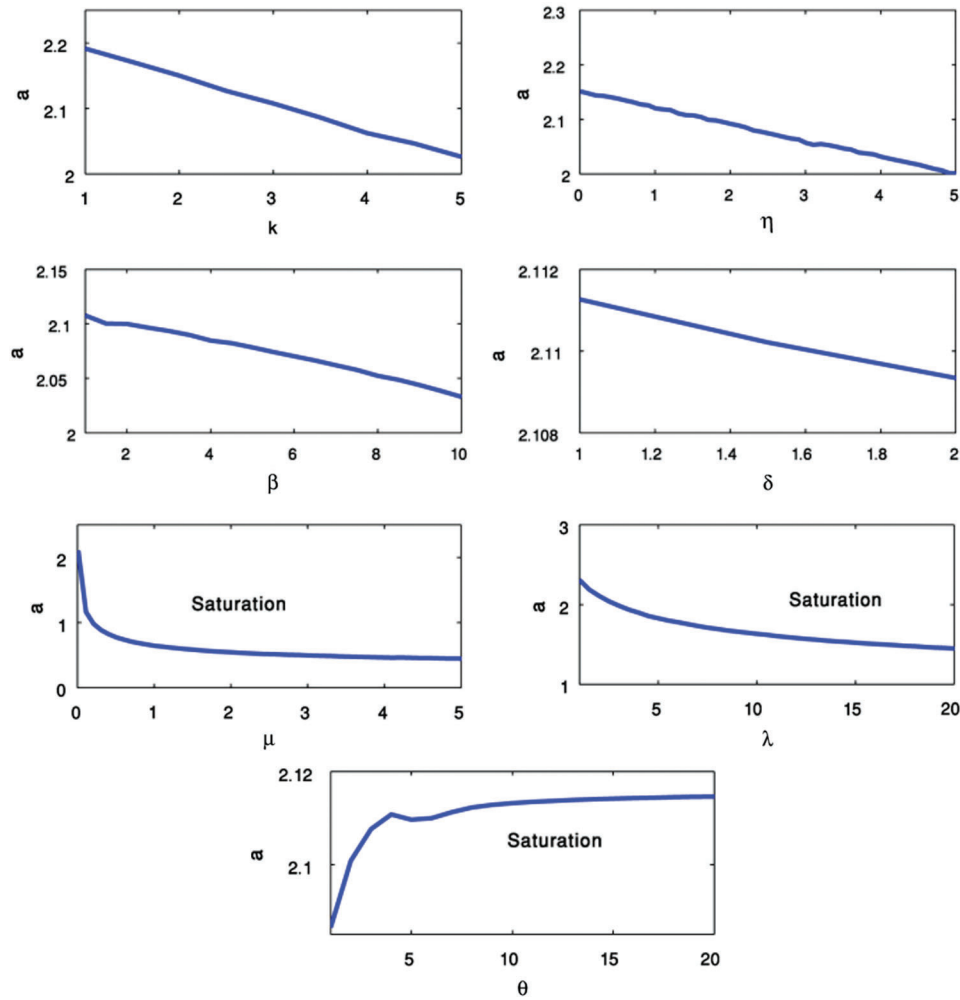 2.2
2.1
2
a
1 2 3 4 5
k
2.3
2.2
2.1
2
a
0 1 2 3 4 5
η
2.15
2.1
2.05
2
a
2 4 6 8 10
β
2.112
2.11
2.108
a
1 1.2 1.4 1.6 1.8 2
δ
2
1
0
a
Saturation
0 1 2 3 4 5
μ
3
2
1
a
Saturation
5 10 15 20
λ
2.12
2.1
a
Saturation
5 10 15 20
θ